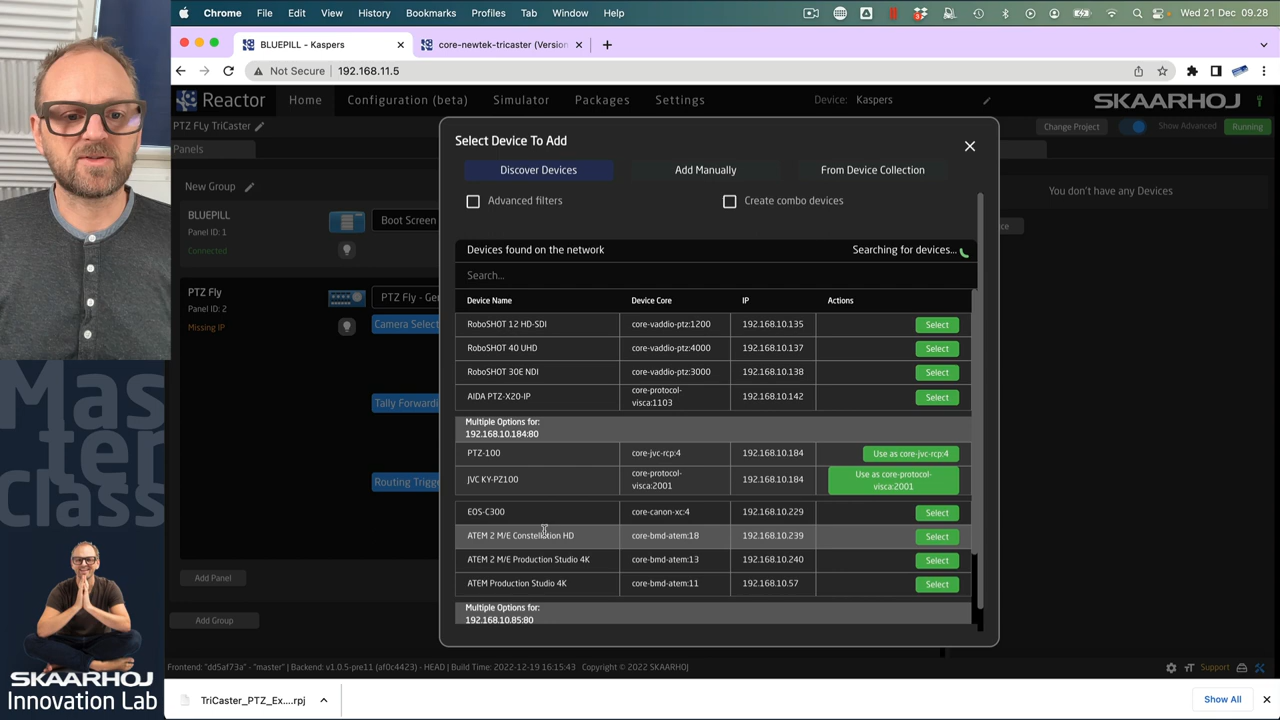 Chrome File Edit View History Bookmarks Profiles Tab Window Help Wed 21 Dec 09.28
BLUEPILL - Kaspers
core-newtek-tricaster (Version
Not Secure 192.168.11.5
Reactor Home Configuration (beta) Simulator Packages Settings Device: Kaspers SKAARHOJ
PTZ FLy TriCaster Change Project Show Advanced Running
Panels
New Group
BLUEPILL
Panel ID: 1
Connected
Boot Screen
PTZ Fly
Panel ID: 2
Missing IP
PTZ Fly - Ge
Camera Select
Tally Forwardi
Routing Trigge
Add Panel
Add Group
You don't have any Devices
ce
Select Device To Add
Discover Devices Add Manually From Device Collection
Advanced filters Create combo devices
Devices found on the network Searching for devices...
Search...
Device Name Device Core IP Actions
RoboSHOT 12 HD-SDI core-vaddio-ptz:1200 192.168.10.135 Select
RoboSHOT 40 UHD core-vaddio-ptz:4000 192.168.10.137 Select
RoboSHOT 30E NDI core-vaddio-ptz:3000 192.168.10.138 Select
AIDA PTZ-X20-IP core-protocol-visca:1103 192.168.10.142 Select
Multiple Options for:
192.168.10.184:80
PTZ-100 core-jvc-rcp:4 192.168.10.184 Use as core-jvc-rcp:4
JVC KY-PZ100 core-protocol-visca:2001 192.168.10.184 Use as core-protocol-visca:2001
EOS-C300 core-canon-xc:4 192.168.10.229 Select
ATEM 2 M/E Constellation HD core-bmd-atem:18 192.168.10.239 Select
ATEM 2 M/E Production Studio 4K core-bmd-atem:13 192.168.10.240 Select
ATEM Production Studio 4K core-bmd-atem:11 192.168.10.57 Select
Multiple Options for:
192.168.10.85:80
Frontend: "dd5af73a" - "master" | Backend: v1.0.5-pre11 (af0c4423) - HEAD | Build Time: 2022-12-19 16:15:43 Copyright © 2022 SKAARHOJ
Support
TriCaster_PTZ_Ex....rpj
Show All
Mas
ter
Class
SKAARHOJ
Innovation Lab